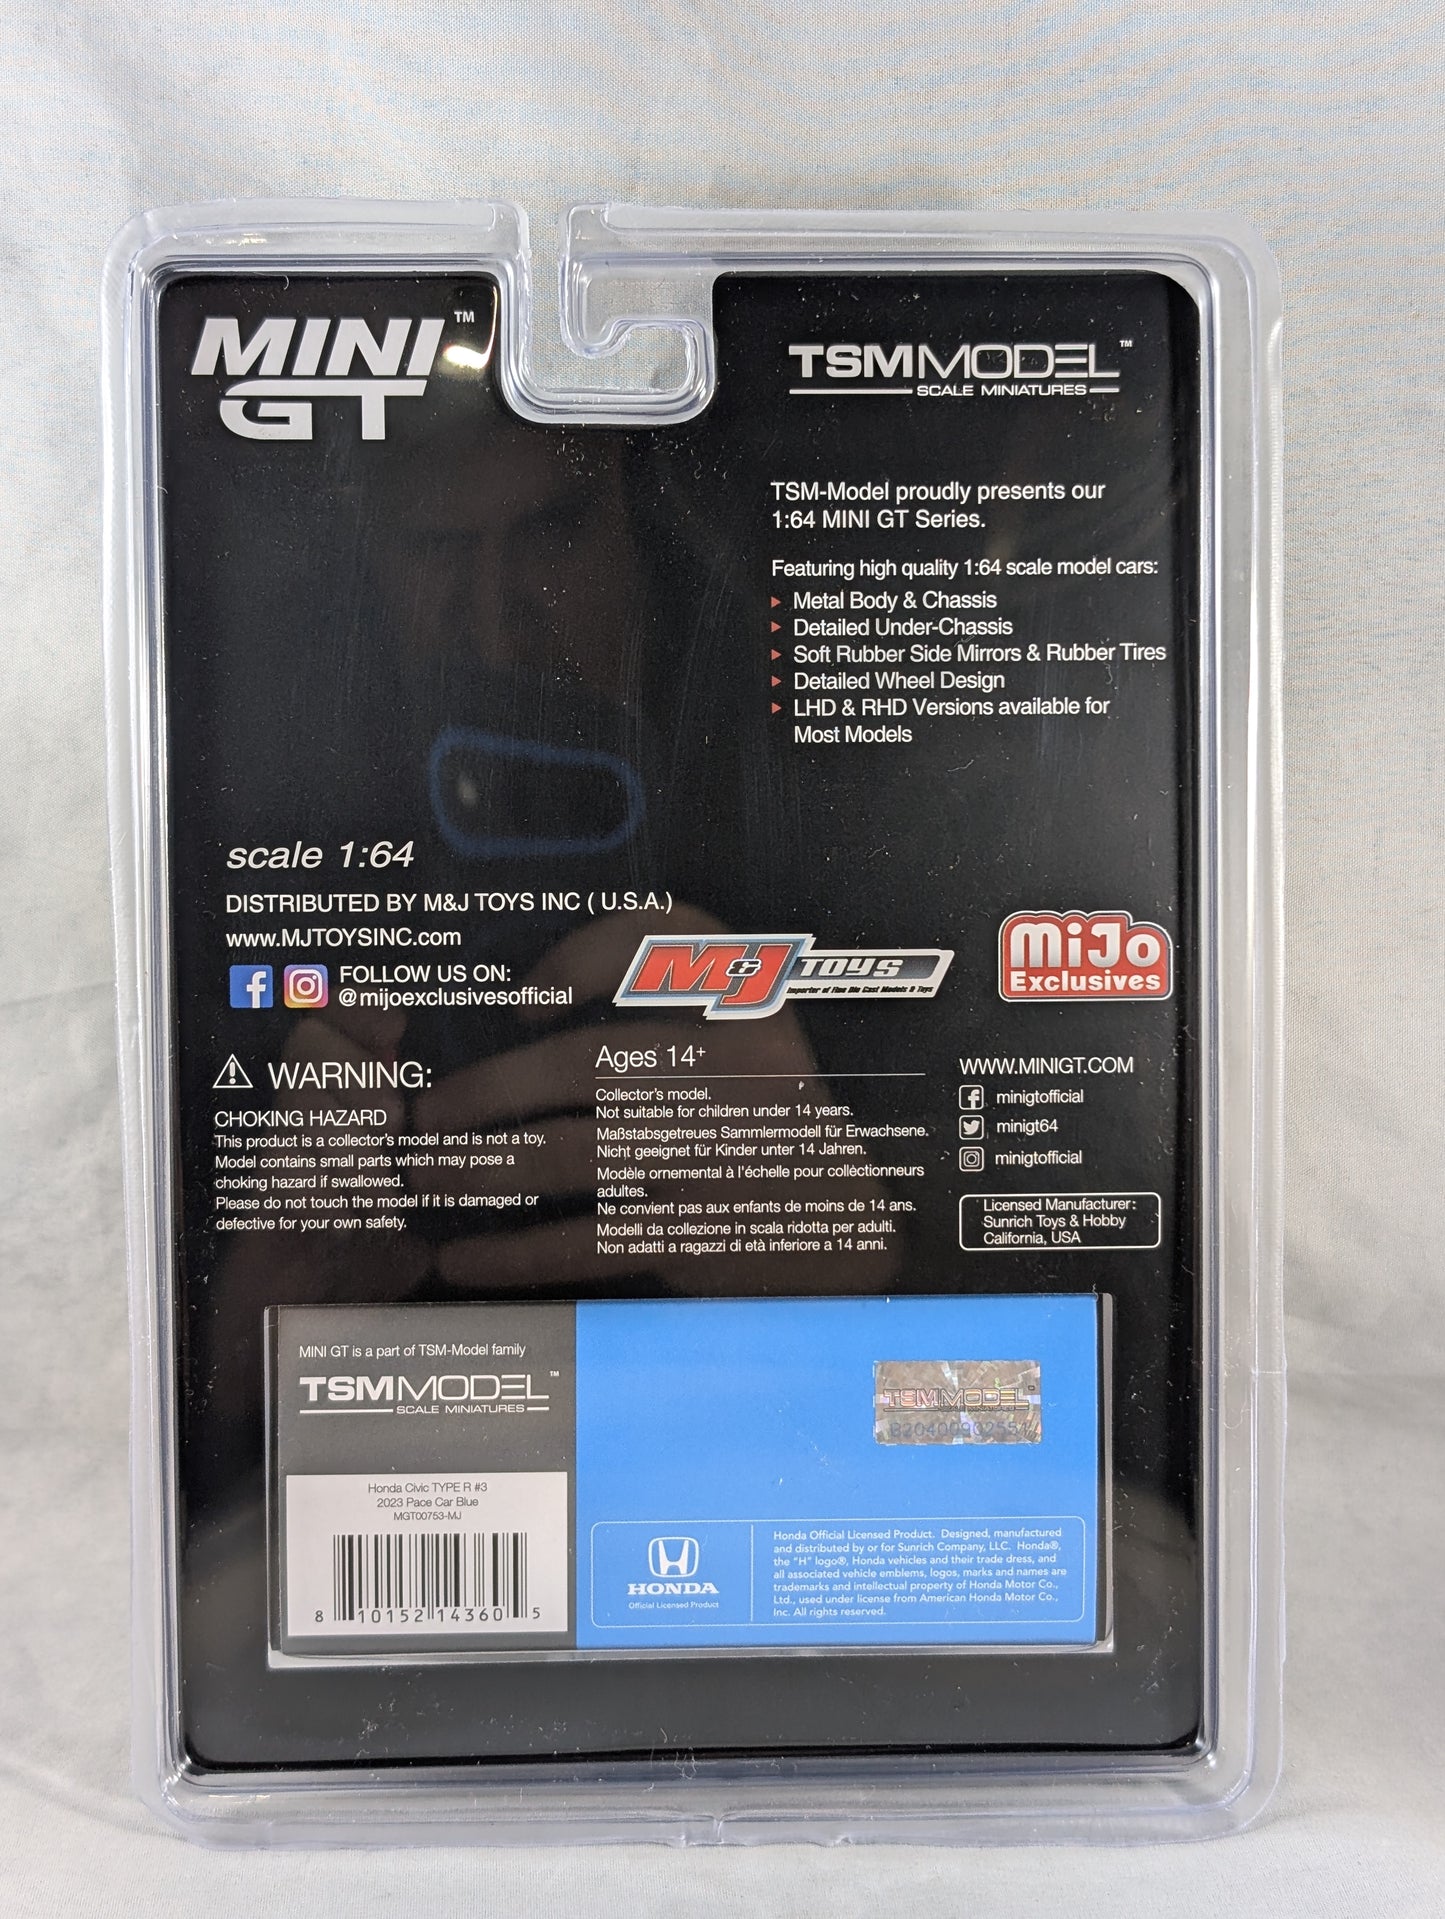 MINI GT™
TSMMODEL™
SCALE MINIATURES
TSM-Model proudly presents our
1:64 MINI GT Series.
Featuring high quality 1:64 scale model cars:
Metal Body & Chassis
Detailed Under-Chassis
Soft Rubber Side Mirrors & Rubber Tires
Detailed Wheel Design
LHD & RHD Versions available for
Most Models
scale 1:64
DISTRIBUTED BY M&J TOYS INC ( U.S.A.)
www.MJTOYSINC.com
FOLLOW US ON:
@mijoexclusivesofficial
M&J TOYS
Importer of Fine Die Cast Models & Toys
MiJo
Exclusives
WARNING:
CHOKING HAZARD
This product is a collector's model and is not a toy.
Model contains small parts which may pose a
choking hazard if swallowed.
Please do not touch the model if it is damaged or
defective for your own safety.
Ages 14+
Collector's model.
Not suitable for children under 14 years.
Maßstabsgetreues Sammlermodell für Erwachsene.
Nicht geeignet für Kinder unter 14 Jahren.
Modèle ornemental à l'échelle pour collèctionneurs
adultes.
Ne convient pas aux enfants de moins de 14 ans.
Modelli da collezione in scala ridotta per adulti.
Non adatti a ragazzi di età inferiore a 14 anni.
WWW.MINIGT.COM
minigtofficial
minigt64
minigtofficial
Licensed Manufacturer:
Sunrich Toys & Hobby
California, USA
MINI GT is a part of TSM-Model family
TSMMODEL™
SCALE MINIATURES
Honda Civic TYPE R #3
2023 Pace Car Blue
MGT00753-MJ
8 10152 14360 5
TSMMODEL
HONDA
Official Licensed Product
Honda Official Licensed Product. Designed, manufactured
and distributed by or for Sunrich Company, LLC. Honda®,
the "H" logo®, Honda vehicles and their trade dress, and
all associated vehicle emblems, logos, marks and names are
trademarks and intellectual property of Honda Motor Co.,
Ltd., used under license from American Honda Motor Co.,
Inc. All rights reserved.